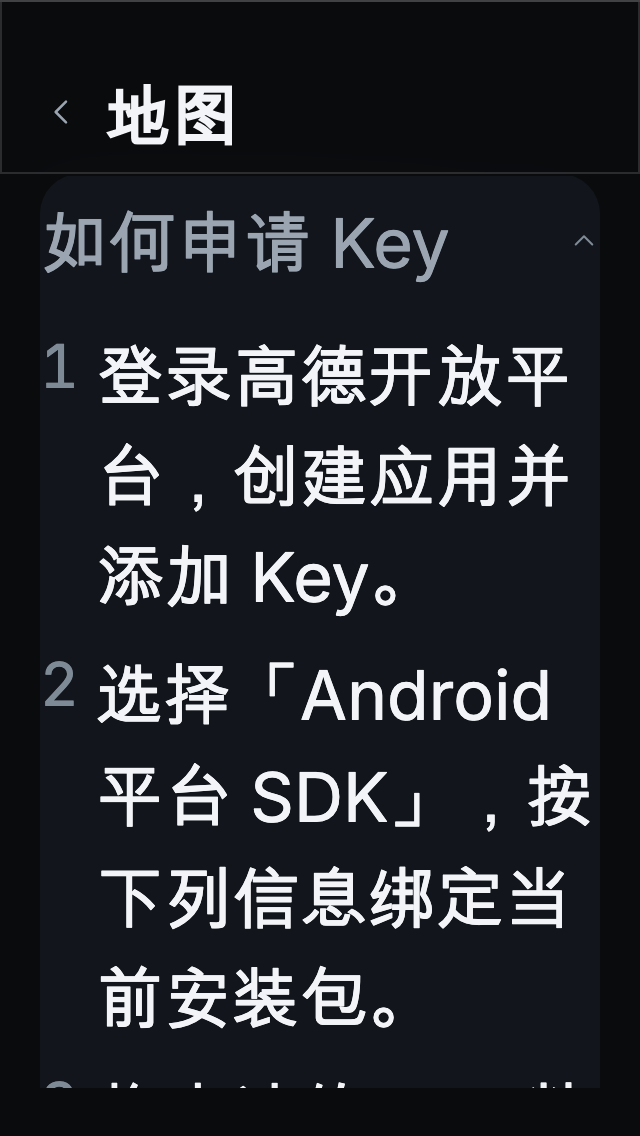 地图
如何申请 Key
1 登录高德开放平
台，创建应用并
添加 Key。
2 选择「Android
平台 SDK」，按
下列信息绑定当
前安装包。